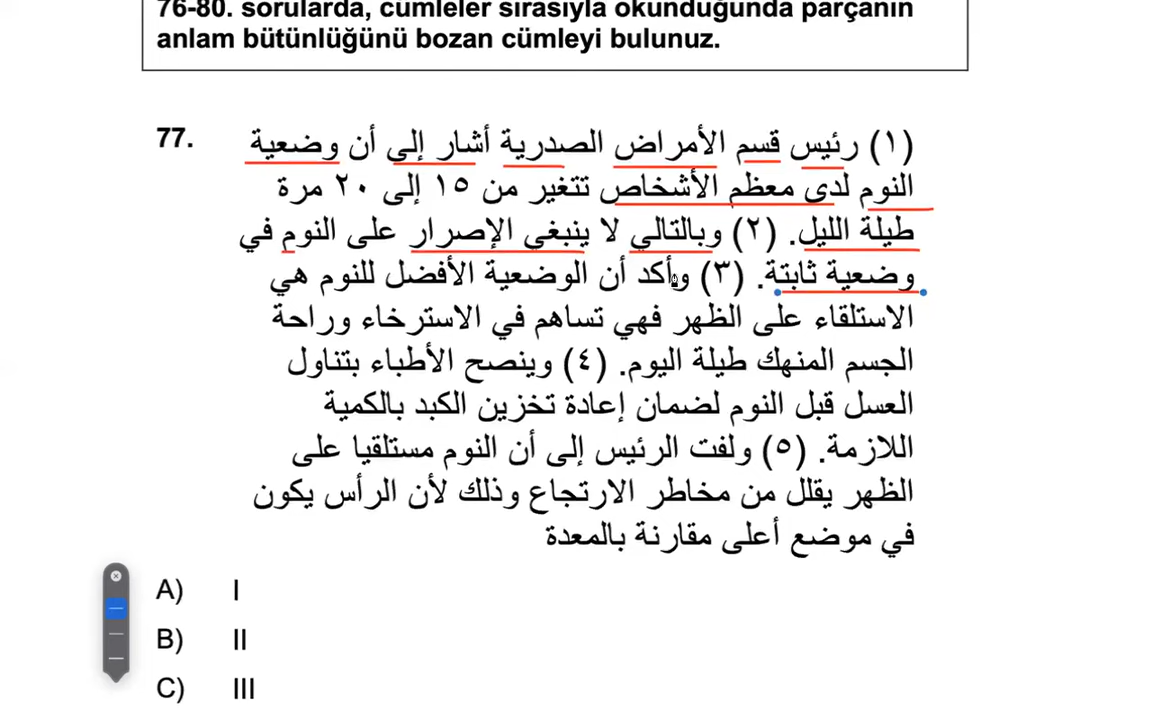 76-80. sorularda, cümleler sırasıyla okunduğunda parçanın
anlam bütünlüğünü bozan cümleyi bulunuz.
77.
(١) رئيس قسم الأمراض الصدرية أشار إلى أن وضعية
النوم لدى معظم الأشخاص تتغير من ١٥ إلى ٢٠ مرة
طيلة الليل. (٢) وبالتالي لا ينبغي الإصرار على النوم في
وضعية ثابتة. (٣) وأكد أن الوضعية الأفضل للنوم هي
الاستلقاء على الظهر فهي تساهم في الاسترخاء وراحة
الجسم المنهك طيلة اليوم. (٤) وينصح الأطباء بتناول
العسل قبل النوم لضمان إعادة تخزين الكبد بالكمية
اللازمة. (٥) ولفت الرئيس إلى أن النوم مستلقيا على
الظهر يقلل من مخاطر الارتجاع وذلك لأن الرأس يكون
في موضع أعلى مقارنة بالمعدة
A) I
B) II
C) III